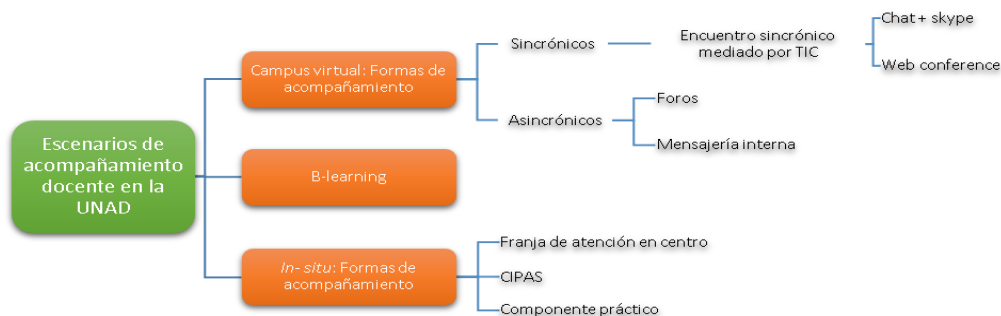 Escenarios de
acompañamiento
docente en la
UNAD
Campus virtual: Formas de
acompañamiento
Sincrónicos
Encuentro sincrónico
mediado por TIC
Chat + skype
Web conference
Asincrónicos
Foros
Mensajería interna
B-learning
In- situ: Formas de
acompañamiento
Franja de atención en centro
CIPAS
Componente práctico